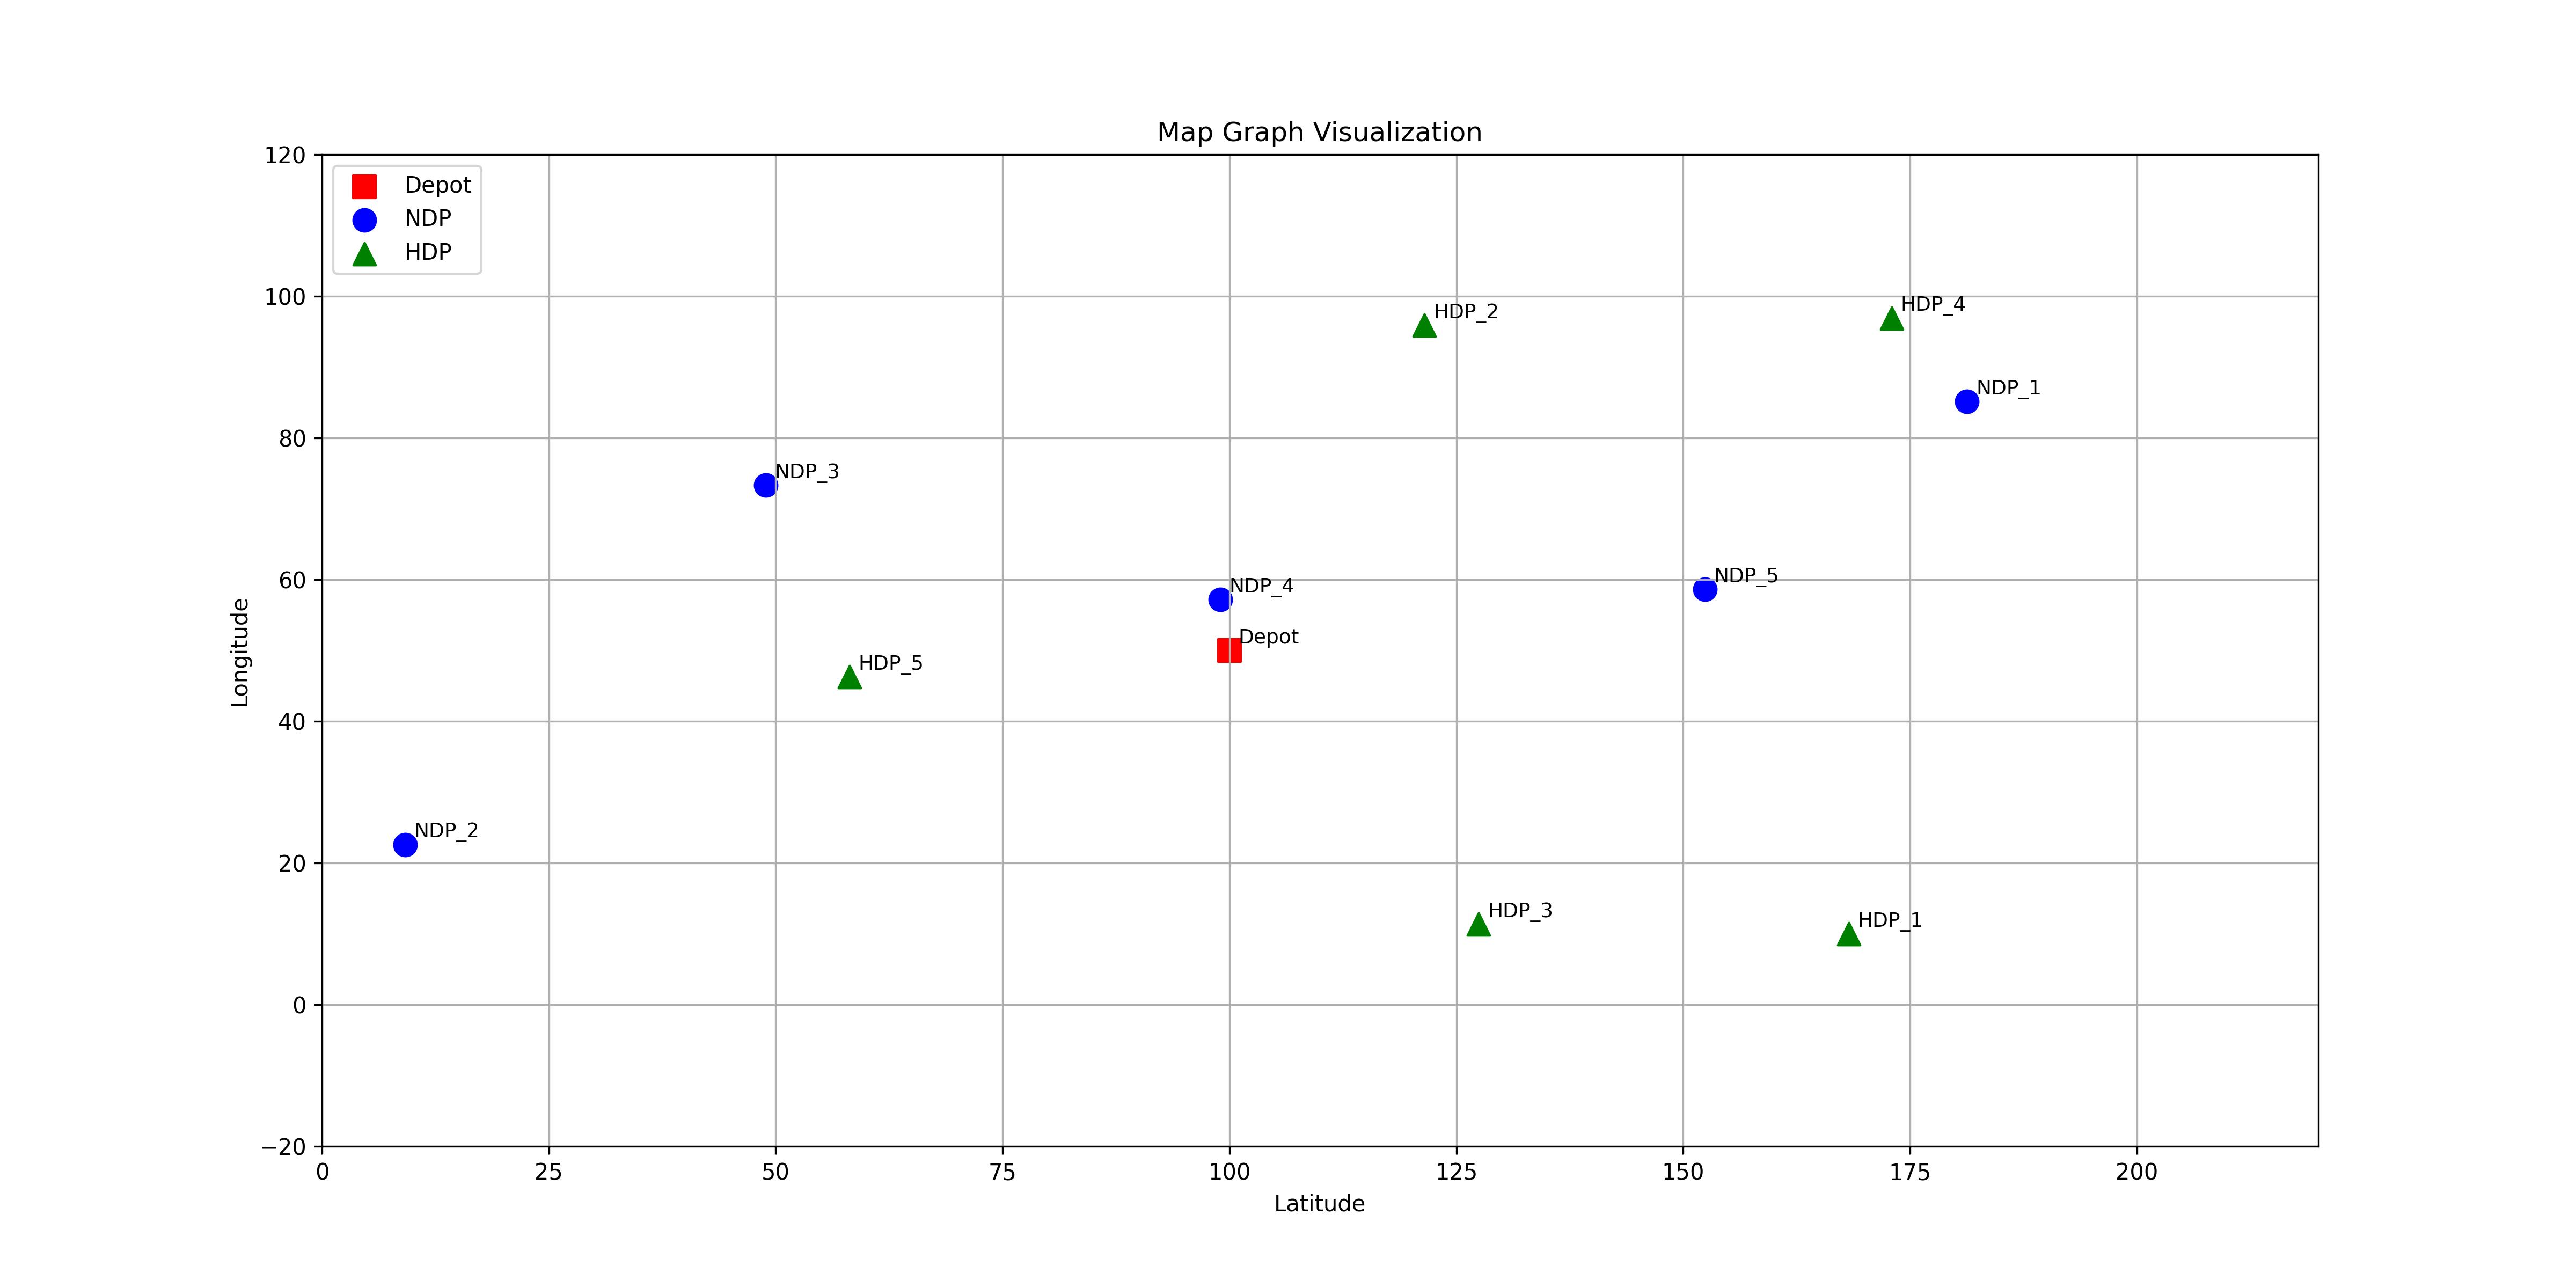 Map Graph Visualization
120
100
80
60
40
20
0
−20
Longitude
Depot
NDP
HDP
HDP_2
HDP_4
NDP_1
NDP_3
NDP_4
NDP_5
Depot
HDP_5
NDP_2
HDP_3
HDP_1
0 25 50 75 100 125 150 175 200
Latitude